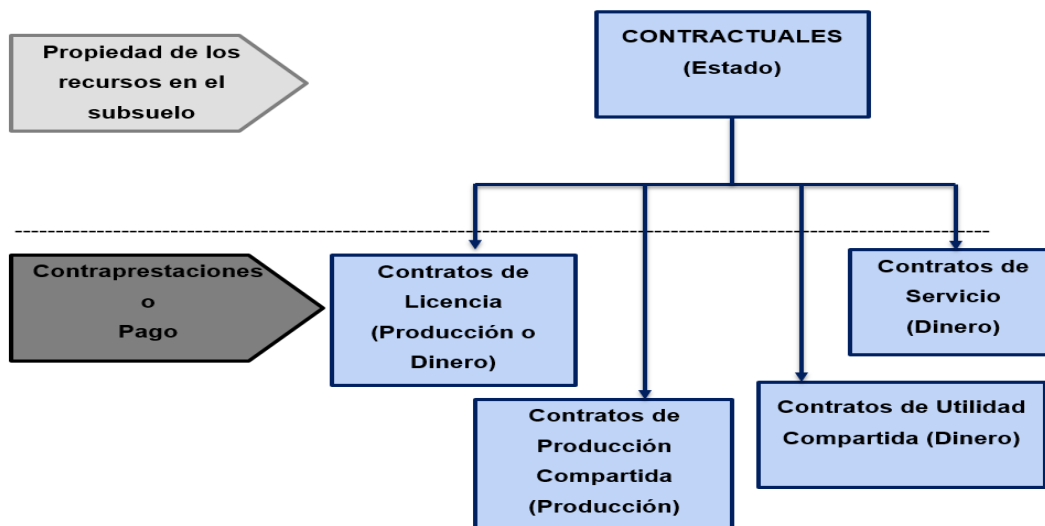 Propiedad de los
recursos en el
subsuelo
CONTRACTUALES
(Estado)
Contraprestaciones
o
Pago
Contratos de
Licencia
(Producción o
Dinero)
Contratos de
Producción
Compartida
(Producción)
Contratos de Utilidad
Compartida (Dinero)
Contratos de
Servicio
(Dinero)